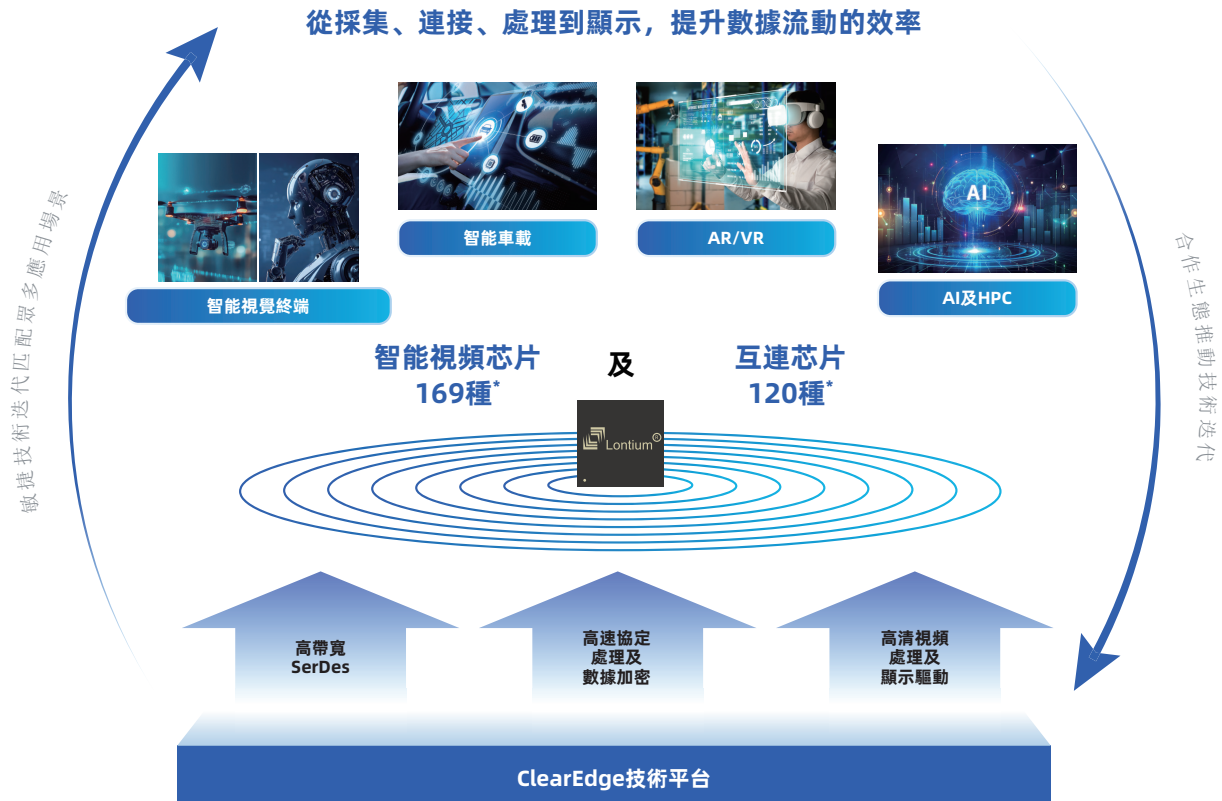 從採集、連接、處理到顯示，提升數據流動的效率
敏捷技術迭代匹配眾多應用場景
合作生態推動技術迭代
智能視覺終端
智能車載
AR/VR
AI
AI及HPC
智能視頻芯片
169種*
及
互連芯片
120種*
Lontium®
高帶寬
SerDes
高速協定
處理及
數據加密
高清視頻
處理及
顯示驅動
ClearEdge技術平台